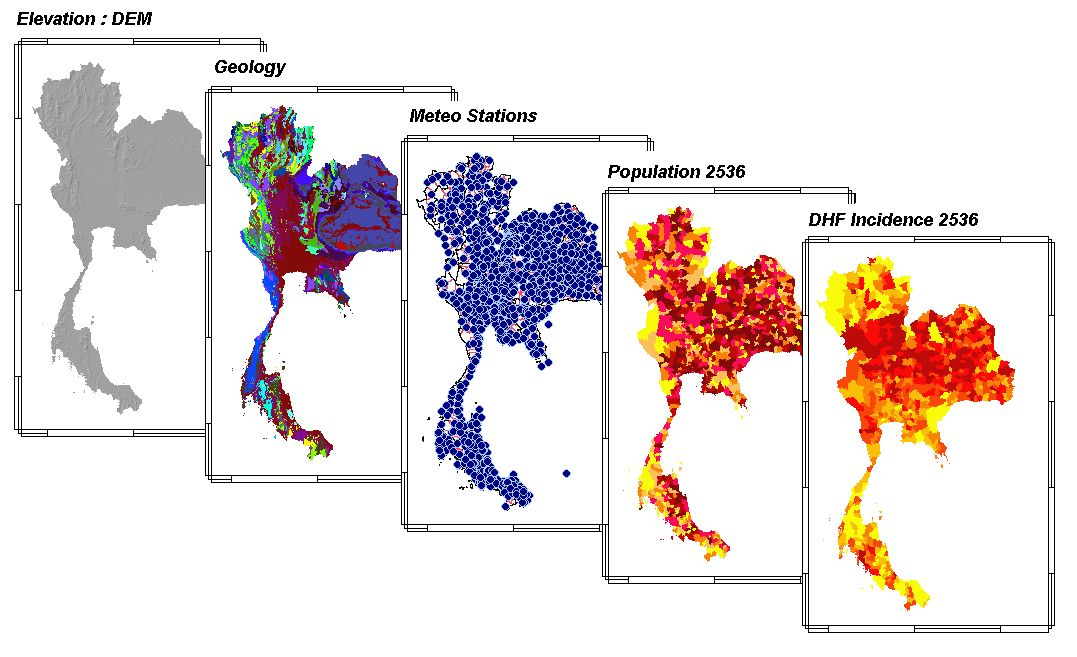 Elevation : DEM
Geology
Meteo Stations
Population 2536
DHF Incidence 2536